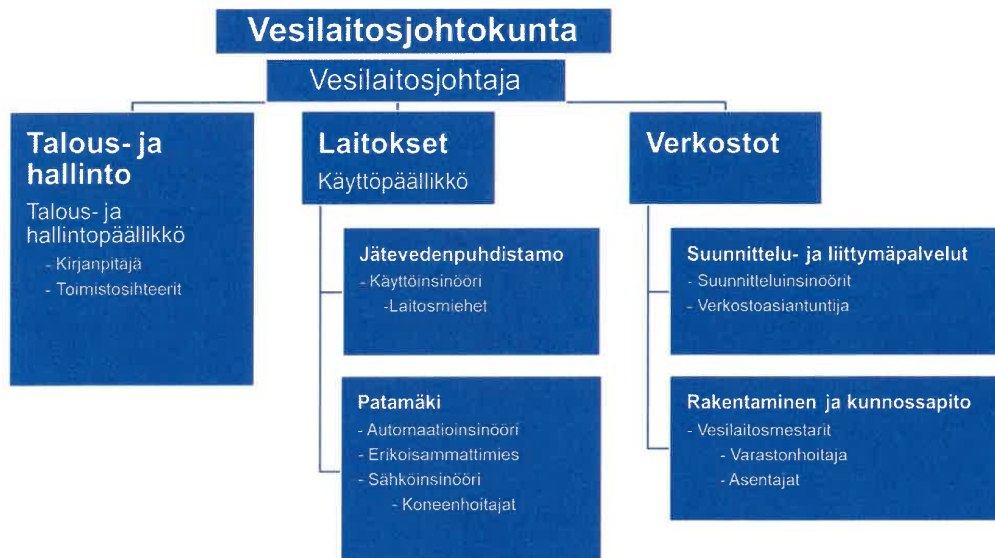 Vesilaitosjohtokunta
Vesilaitosjohtaja
Talous- ja
hallinto
Talous- ja
hallintopäällikkö
- Kirjanpitäjä
- Toimistosihteerit
Laitokset
Käyttöpäällikkö
Jätevedenpuhdistamo
- Käyttöinsinööri
-Laitosmiehet
Patamäki
- Automaatioinsinööri
- Erikoisammattimies
- Sähköinsinööri
- Koneenhoitajat
Verkostot
Suunnittelu- ja liittymäpalvelut
- Suunnitteluinsinöörit
- Verkostoasiantuntija
Rakentaminen ja kunnossapito
- Vesilaitosmestarit
- Varastonhoitaja
- Asentajat